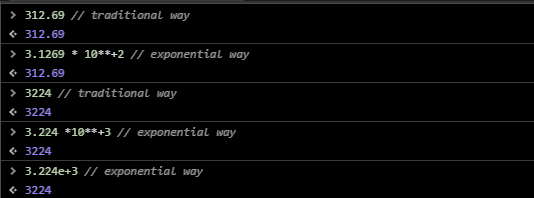 > 312.69 // traditional way
312.69
> 3.1269 * 10**+2 // exponential way
312.69
> 3224 // traditional way
3224
> 3.224 *10**+3 // exponential way
3224
> 3.224e+3 // exponential way
3224